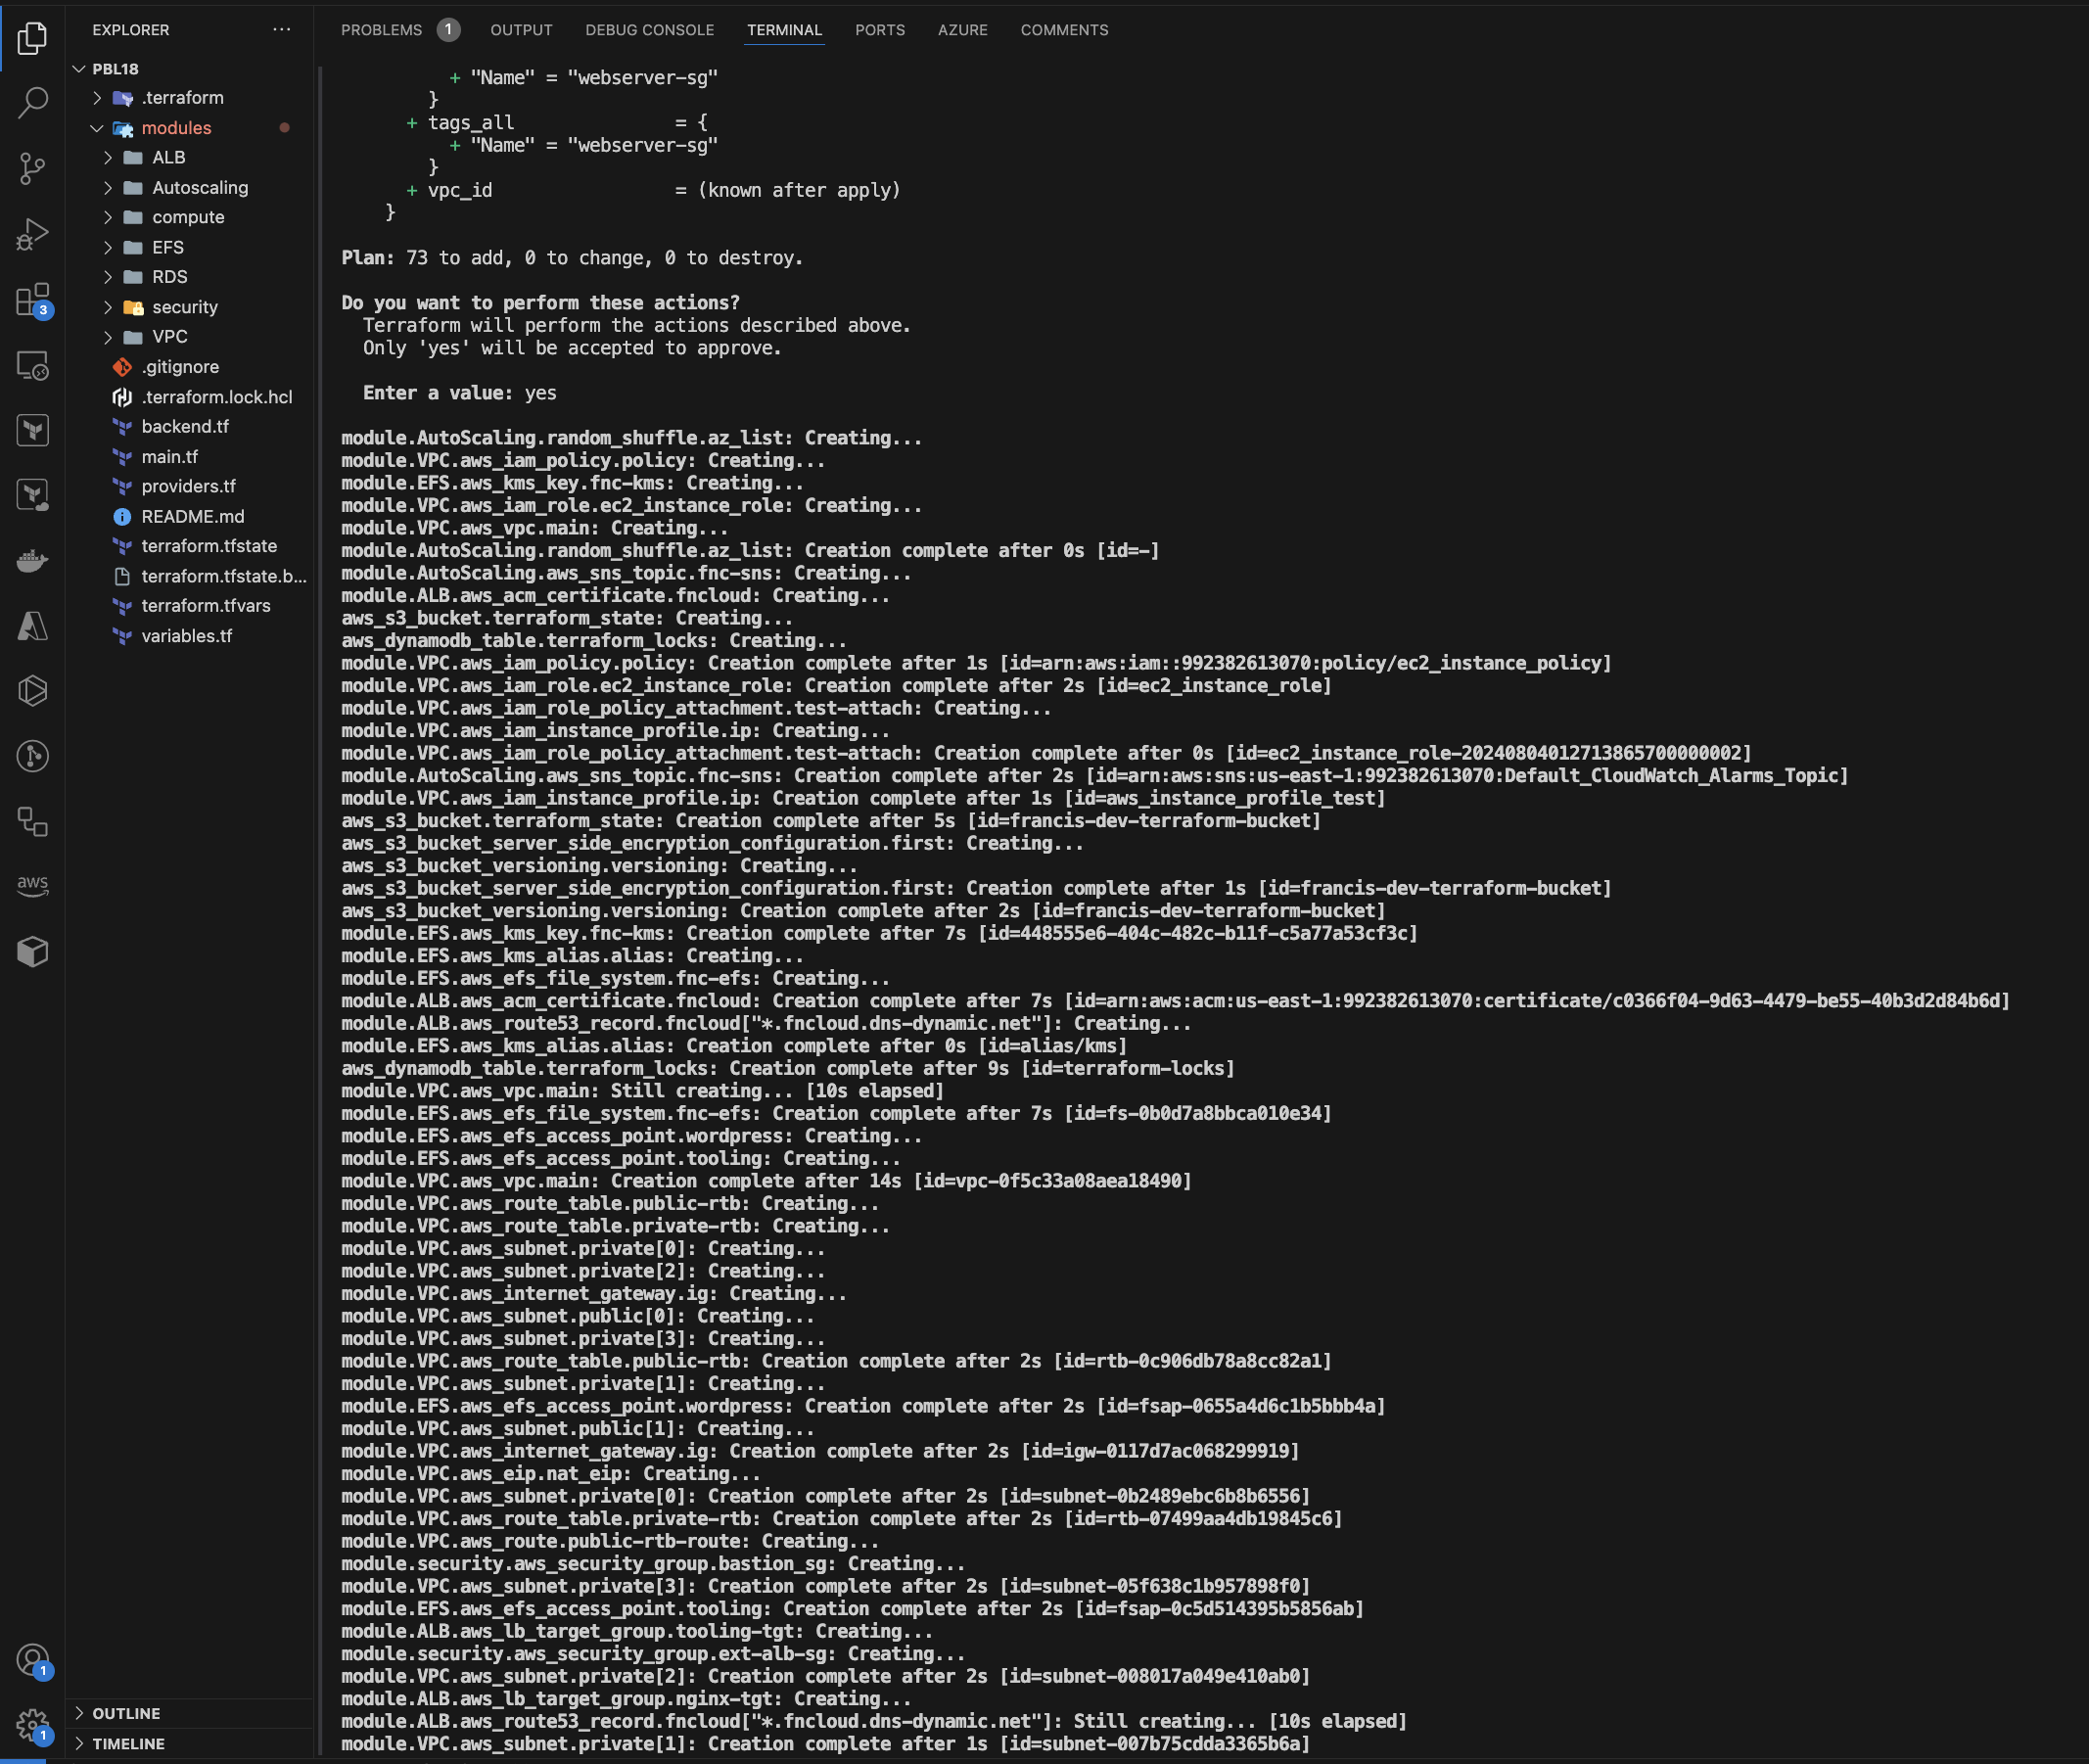 EXPLORER
PBL18
.terraform
modules
ALB
Autoscaling
compute
EFS
RDS
security
VPC
.gitignore
.terraform.lock.hcl
backend.tf
main.tf
providers.tf
README.md
terraform.tfstate
terraform.tfstate.b...
terraform.tfvars
variables.tf
OUTLINE
TIMELINE
3
aws
1
1
PROBLEMS 1 OUTPUT DEBUG CONSOLE TERMINAL PORTS AZURE COMMENTS
+ "Name" = "webserver-sg"
}
+ tags_all = {
+ "Name" = "webserver-sg"
}
+ vpc_id = (known after apply)
}
Plan: 73 to add, 0 to change, 0 to destroy.
Do you want to perform these actions?
Terraform will perform the actions described above.
Only 'yes' will be accepted to approve.
Enter a value: yes
module.AutoScaling.random_shuffle.az_list: Creating...
module.VPC.aws_iam_policy.policy: Creating...
module.EFS.aws_kms_key.fnc-kms: Creating...
module.VPC.aws_iam_role.ec2_instance_role: Creating...
module.VPC.aws_vpc.main: Creating...
module.AutoScaling.random_shuffle.az_list: Creation complete after 0s [id=-]
module.AutoScaling.aws_sns_topic.fnc-sns: Creating...
module.ALB.aws_acm_certificate.fncloud: Creating...
aws_s3_bucket.terraform_state: Creating...
aws_dynamodb_table.terraform_locks: Creating...
module.VPC.aws_iam_policy.policy: Creation complete after 1s [id=arn:aws:iam::992382613070:policy/ec2_instance_policy]
module.VPC.aws_iam_role.ec2_instance_role: Creation complete after 2s [id=ec2_instance_role]
module.VPC.aws_iam_role_policy_attachment.test-attach: Creating...
module.VPC.aws_iam_instance_profile.ip: Creating...
module.VPC.aws_iam_role_policy_attachment.test-attach: Creation complete after 0s [id=ec2_instance_role-20240804012713865700000002]
module.AutoScaling.aws_sns_topic.fnc-sns: Creation complete after 2s [id=arn:aws:sns:us-east-1:992382613070:Default_CloudWatch_Alarms_Topic]
module.VPC.aws_iam_instance_profile.ip: Creation complete after 1s [id=aws_instance_profile_test]
aws_s3_bucket.terraform_state: Creation complete after 5s [id=francis-dev-terraform-bucket]
aws_s3_bucket_server_side_encryption_configuration.first: Creating...
aws_s3_bucket_versioning.versioning: Creating...
aws_s3_bucket_server_side_encryption_configuration.first: Creation complete after 1s [id=francis-dev-terraform-bucket]
aws_s3_bucket_versioning.versioning: Creation complete after 2s [id=francis-dev-terraform-bucket]
module.EFS.aws_kms_key.fnc-kms: Creation complete after 7s [id=448555e6-404c-482c-b11f-c5a77a53cf3c]
module.EFS.aws_kms_alias.alias: Creating...
module.EFS.aws_efs_file_system.fnc-efs: Creating...
module.ALB.aws_acm_certificate.fncloud: Creation complete after 7s [id=arn:aws:acm:us-east-1:992382613070:certificate/c0366f04-9d63-4479-be55-40b3d2d84b6d]
module.ALB.aws_route53_record.fncloud["*.fncloud.dns-dynamic.net"]: Creating...
module.EFS.aws_kms_alias.alias: Creation complete after 0s [id=alias/kms]
aws_dynamodb_table.terraform_locks: Creation complete after 9s [id=terraform-locks]
module.VPC.aws_vpc.main: Still creating... [10s elapsed]
module.EFS.aws_efs_file_system.fnc-efs: Creation complete after 7s [id=fs-0b0d7a8bbca010e34]
module.EFS.aws_efs_access_point.wordpress: Creating...
module.EFS.aws_efs_access_point.tooling: Creating...
module.VPC.aws_vpc.main: Creation complete after 14s [id=vpc-0f5c33a08aea18490]
module.VPC.aws_route_table.public-rtb: Creating...
module.VPC.aws_route_table.private-rtb: Creating...
module.VPC.aws_subnet.private[0]: Creating...
module.VPC.aws_subnet.private[2]: Creating...
module.VPC.aws_internet_gateway.ig: Creating...
module.VPC.aws_subnet.public[0]: Creating...
module.VPC.aws_subnet.private[3]: Creating...
module.VPC.aws_route_table.public-rtb: Creation complete after 2s [id=rtb-0c906db78a8cc82a1]
module.VPC.aws_subnet.private[1]: Creating...
module.EFS.aws_efs_access_point.wordpress: Creation complete after 2s [id=fsap-0655a4d6c1b5bbb4a]
module.VPC.aws_subnet.public[1]: Creating...
module.VPC.aws_internet_gateway.ig: Creation complete after 2s [id=igw-0117d7ac068299919]
module.VPC.aws_eip.nat_eip: Creating...
module.VPC.aws_subnet.private[0]: Creation complete after 2s [id=subnet-0b2489ebc6b8b6556]
module.VPC.aws_route_table.private-rtb: Creation complete after 2s [id=rtb-07499aa4db19845c6]
module.VPC.aws_route.public-rtb-route: Creating...
module.security.aws_security_group.bastion_sg: Creating...
module.VPC.aws_subnet.private[3]: Creation complete after 2s [id=subnet-05f638c1b957898f0]
module.EFS.aws_efs_access_point.tooling: Creation complete after 2s [id=fsap-0c5d514395b5856ab]
module.ALB.aws_lb_target_group.tooling-tgt: Creating...
module.security.aws_security_group.ext-alb-sg: Creating...
module.VPC.aws_subnet.private[2]: Creation complete after 2s [id=subnet-008017a049e410ab0]
module.ALB.aws_lb_target_group.nginx-tgt: Creating...
module.ALB.aws_route53_record.fncloud["*.fncloud.dns-dynamic.net"]: Still creating... [10s elapsed]
module.VPC.aws_subnet.private[1]: Creation complete after 1s [id=subnet-007b75cdda3365b6a]